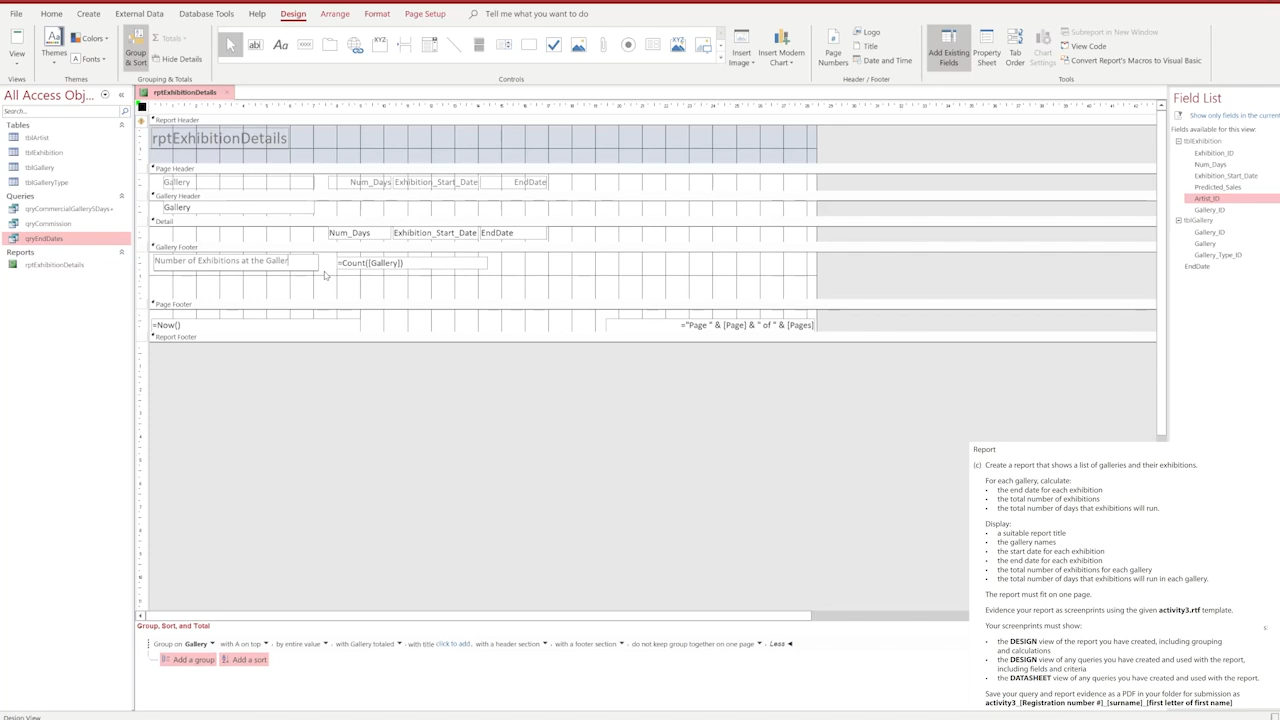 File Home Create External Data Database Tools Help Design Arrange Format Page Setup Tell me what you want to do
View
Views
Themes
Colors
Fonts
Themes
Group & Sort
Totals
Hide Details
Grouping & Totals
Aa
Controls
Insert Image
Insert Modern Chart
Page Numbers
Logo
Title
Date and Time
Header / Footer
Add Existing Fields
Property Sheet
Tab Order
Chart Settings
Subreport in New Window
View Code
Convert Report's Macros to Visual Basic
Tools
All Access Obj...
Search...
Tables
tblArtist
tblExhibition
tblGallery
tblGalleryType
Queries
qryCommercialGallery5Days+
qryCommission
qryEndDates
Reports
rptExhibitionDetails
rptExhibitionDetails
Report Header
rptExhibitionDetails
Page Header
Gallery Num_Days Exhibition_Start_Date EndDate
Gallery Header
Gallery
Detail
Num_Days Exhibition_Start_Date EndDate
Gallery Footer
Number of Exhibitions at the Galler =Count([Gallery])
Page Footer
=Now() ="Page " & [Page] & " of " & [Pages]
Report Footer
Group, Sort, and Total
Group on Gallery with A on top , by entire value , with Gallery totaled , with title click to add , with a header section , with a footer section , do not keep group together on one page , Less
Add a group Add a sort
Field List
Show only fields in the current
Fields available for this view:
tblExhibition
Exhibition_ID
Num_Days
Exhibition_Start_Date
Predicted_Sales
Artist_ID
Gallery_ID
tblGallery
Gallery_ID
Gallery
Gallery_Type_ID
EndDate
Report
(c) Create a report that shows a list of galleries and their exhibitions.
For each gallery, calculate:
• the end date for each exhibition
• the total number of exhibitions
• the total number of days that exhibitions will run.
Display:
• a suitable report title
• the gallery names
• the start date for each exhibition
• the end date for each exhibition
• the total number of exhibitions for each gallery
• the total number of days that exhibitions will run in each gallery.
The report must fit on one page.
Evidence your report as screenprints using the given activity3.rtf template.
Your screenprints must show:
• the DESIGN view of the report you have created, including grouping
and calculations
• the DESIGN view of any queries you have created and used with the report,
including fields and criteria
• the DATASHEET view of any queries you have created and used with the report.
Save your query and report evidence as a PDF in your folder for submission as
activity3_[Registration number #]_[surname]_[first letter of first name]
s:
Design View